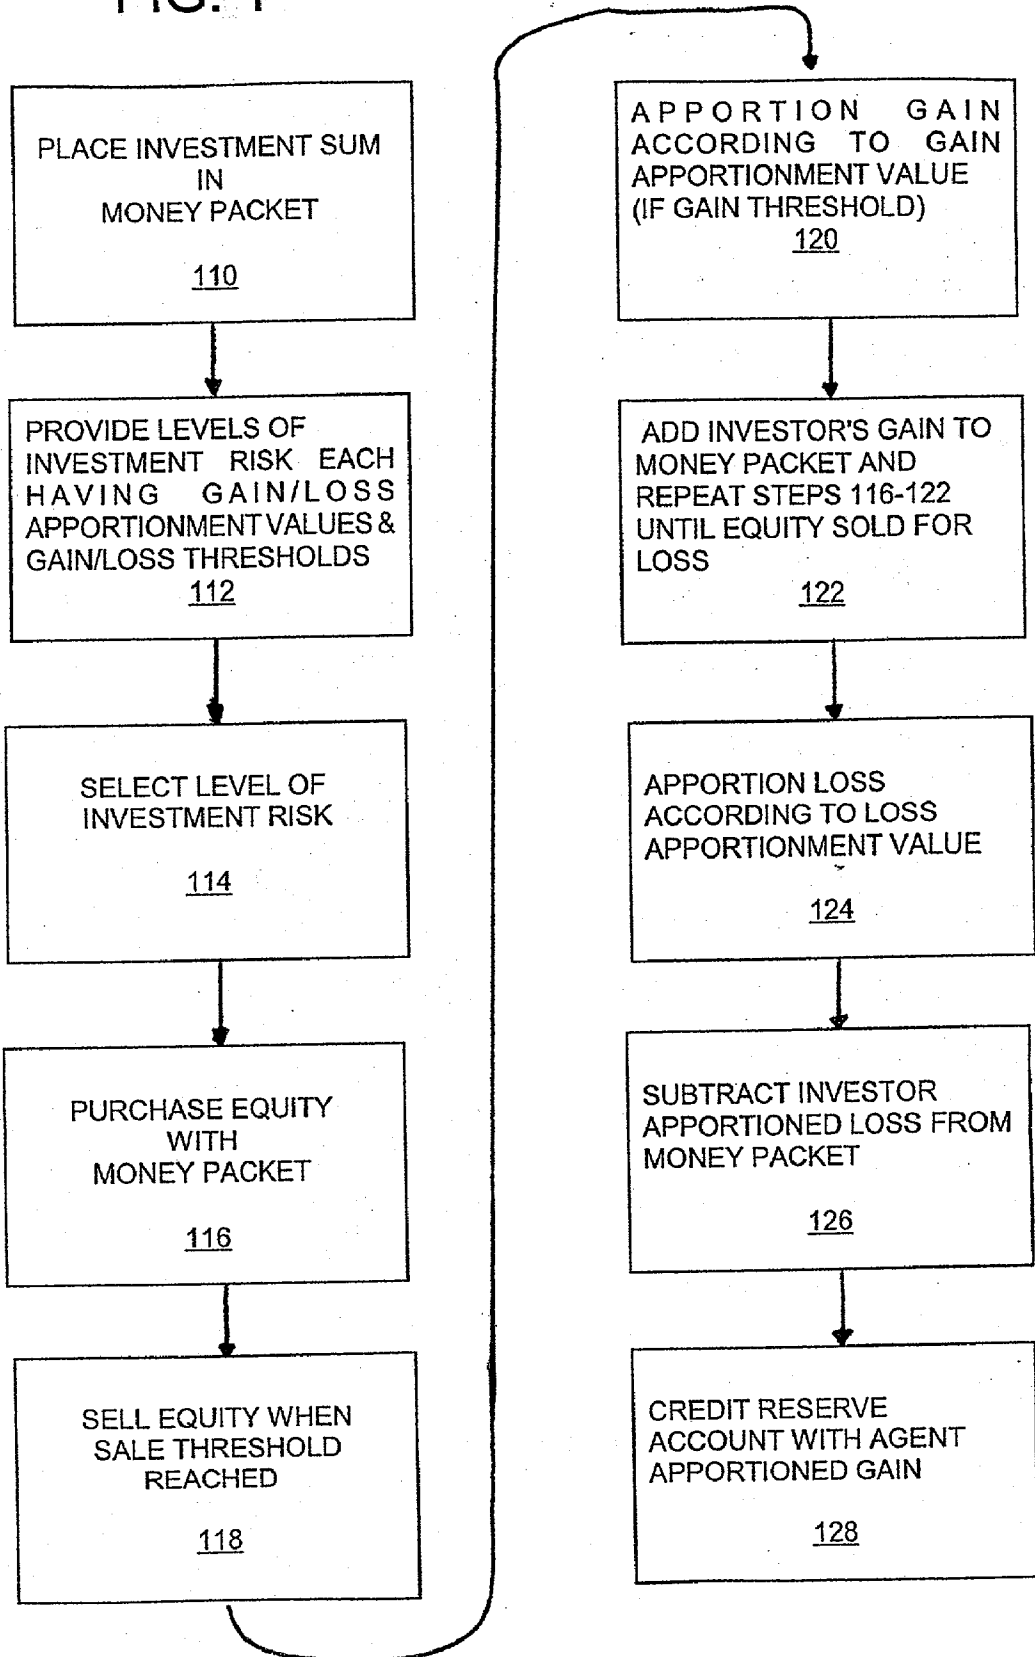 FIG. 1
PLACE INVESTMENT SUM
IN
MONEY PACKET
110
PROVIDE LEVELS OF
INVESTMENT RISK EACH
HAVING GAIN/LOSS
APPORTIONMENT VALUES &
GAIN/LOSS THRESHOLDS
112
SELECT LEVEL OF
INVESTMENT RISK
114
PURCHASE EQUITY
WITH
MONEY PACKET
116
SELL EQUITY WHEN
SALE THRESHOLD
REACHED
118
APPORTION GAIN
ACCORDING TO GAIN
APPORTIONMENT VALUE
(IF GAIN THRESHOLD)
120
ADD INVESTOR'S GAIN TO
MONEY PACKET AND
REPEAT STEPS 116-122
UNTIL EQUITY SOLD FOR
LOSS
122
APPORTION LOSS
ACCORDING TO LOSS
APPORTIONMENT VALUE
124
SUBTRACT INVESTOR
APPORTIONED LOSS FROM
MONEY PACKET
126
CREDIT RESERVE
ACCOUNT WITH AGENT
APPORTIONED GAIN
128